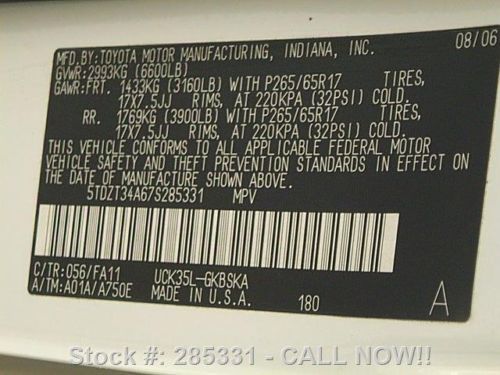 MFD.BY:TOYOTA MOTOR MANUFACTURING, INDIANA, INC. 08/06
GVWR:2993KG (6600LB)
GAWR:FRT. 1433KG (3160LB) WITH P265/65R17 TIRES,
17X7.5JJ RIMS, AT 220KPA (32PSI) COLD.
RR. 1769KG (3900LB) WITH P265/65R17 TIRES,
17X7.5JJ RIMS, AT 220KPA (32PSI) COLD.
THIS VEHICLE CONFORMS TO ALL APPLICABLE FEDERAL MOTOR
VEHICLE SAFETY AND THEFT PREVENTION STANDARDS IN EFFECT ON
THE DATE OF MANUFACTURE SHOWN ABOVE.
5TDZT34A67S285331 MPV
C/TR:056/FA11 UCK35L-GKBSKA
A/TM:A01A/A750E MADE IN U.S.A. 180 A
Stock #: 285331 - CALL NOW!!